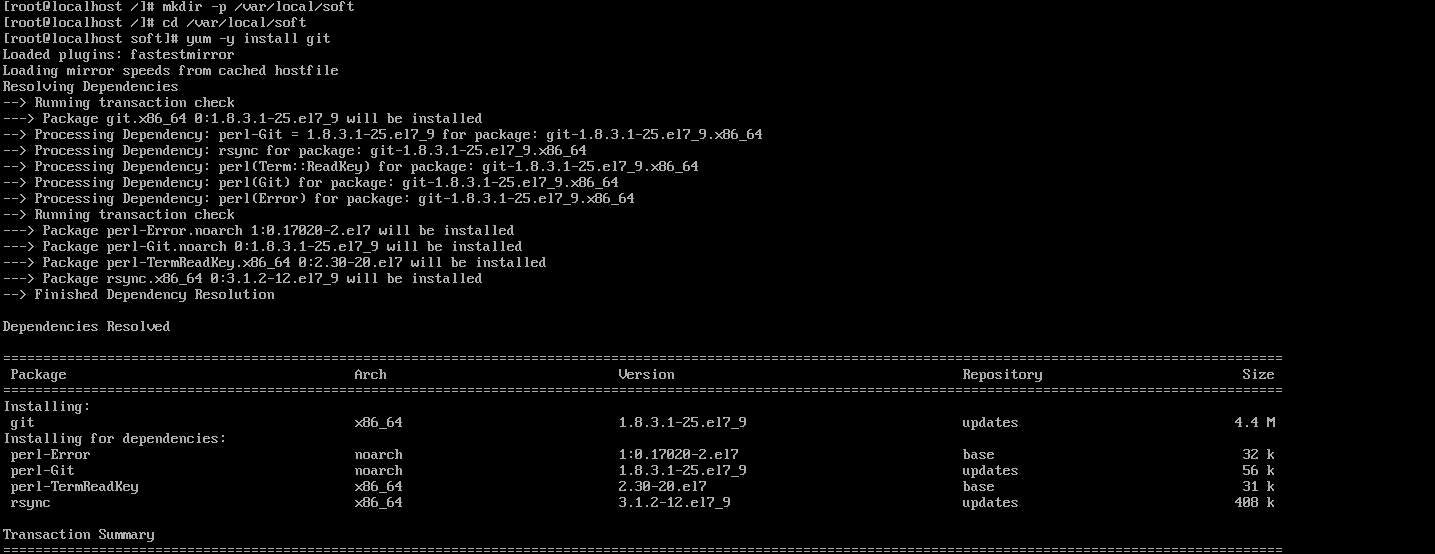 [root@localhost /]# mkdir -p /var/local/soft
[root@localhost /]# cd /var/local/soft
[root@localhost soft]# yum -y install git
Loaded plugins: fastestmirror
Loading mirror speeds from cached hostfile
Resolving Dependencies
--> Running transaction check
---> Package git.x86_64 0:1.8.3.1-25.el7_9 will be installed
--> Processing Dependency: perl-Git = 1.8.3.1-25.el7_9 for package: git-1.8.3.1-25.el7_9.x86_64
--> Processing Dependency: rsync for package: git-1.8.3.1-25.el7_9.x86_64
--> Processing Dependency: perl(Term::ReadKey) for package: git-1.8.3.1-25.el7_9.x86_64
--> Processing Dependency: perl(Git) for package: git-1.8.3.1-25.el7_9.x86_64
--> Processing Dependency: perl(Error) for package: git-1.8.3.1-25.el7_9.x86_64
--> Running transaction check
---> Package perl-Error.noarch 1:0.17020-2.el7 will be installed
---> Package perl-Git.noarch 0:1.8.3.1-25.el7_9 will be installed
---> Package perl-TermReadKey.x86_64 0:2.30-20.el7 will be installed
---> Package rsync.x86_64 0:3.1.2-12.el7_9 will be installed
--> Finished Dependency Resolution
Dependencies Resolved
================================================================================
Package Arch Version Repository Size
================================================================================
Installing:
git x86_64 1.8.3.1-25.el7_9 updates 4.4 M
Installing for dependencies:
perl-Error noarch 1:0.17020-2.el7 base 32 k
perl-Git noarch 1.8.3.1-25.el7_9 updates 56 k
perl-TermReadKey x86_64 2.30-20.el7 base 31 k
rsync x86_64 3.1.2-12.el7_9 updates 408 k
Transaction Summary
================================================================================